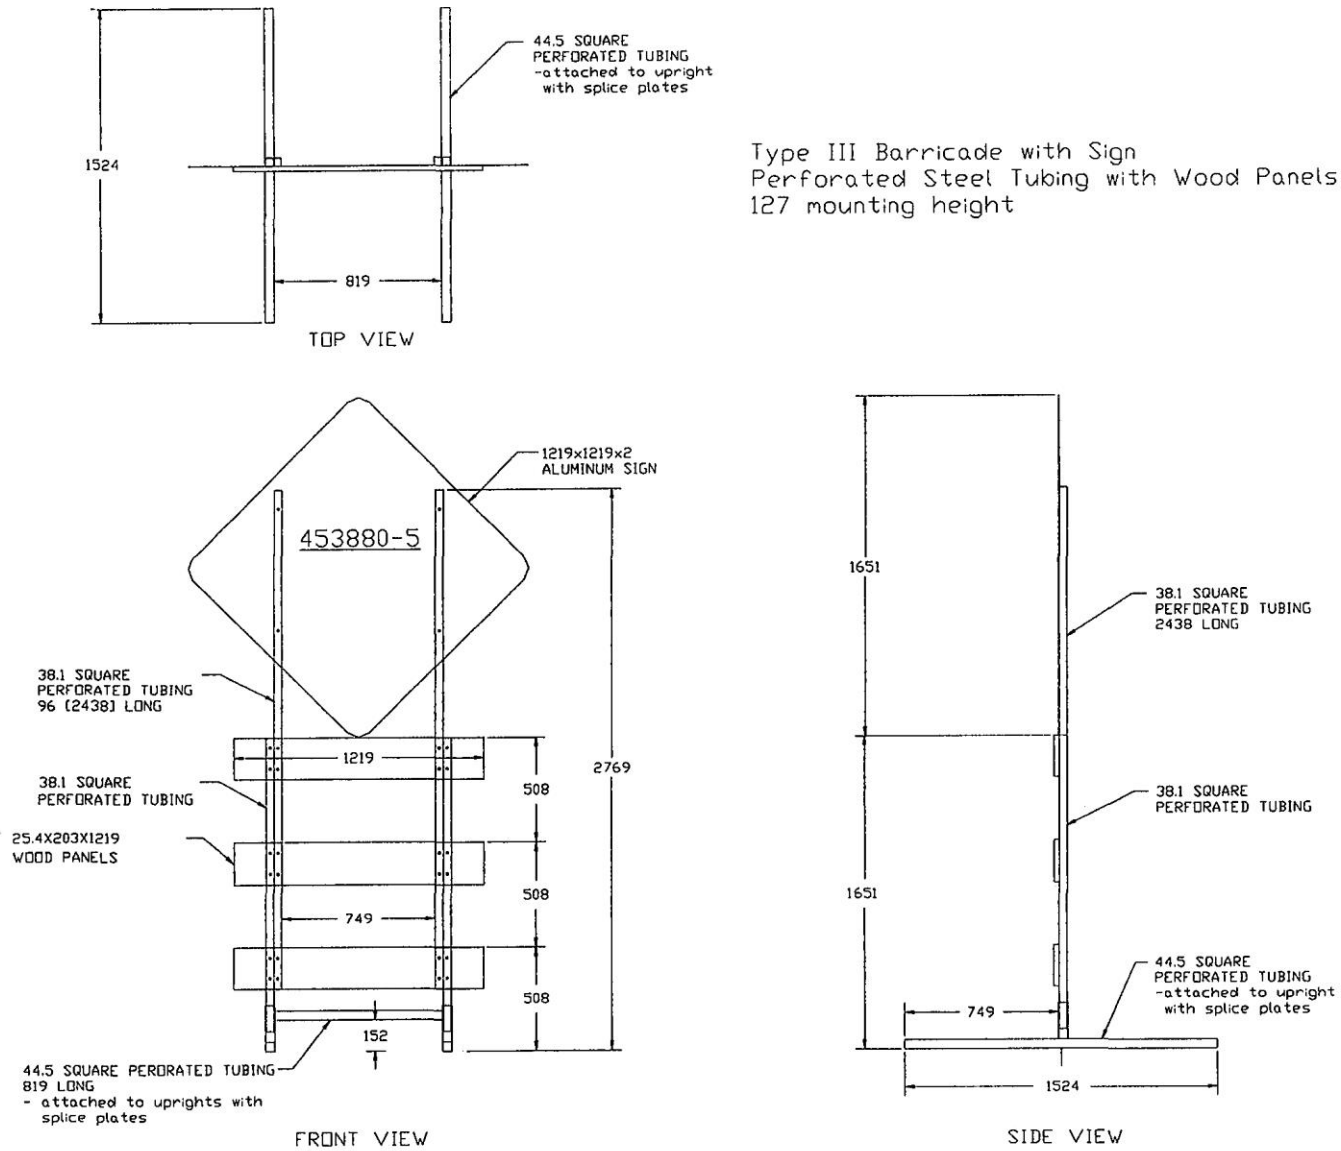 44.5 SQUARE
PERFORATED TUBING
-attached to upright
with splice plates
1524
819
TOP VIEW
Type III Barricade with Sign
Perforated Steel Tubing with Wood Panels
127 mounting height
1219x1219x2
ALUMINUM SIGN
453880-5
38.1 SQUARE
PERFORATED TUBING
96 [2438] LONG
1219
2769
508
38.1 SQUARE
PERFORATED TUBING
25.4X203X1219
WOOD PANELS
508
749
508
152
44.5 SQUARE PERDRATED TUBING
819 LONG
- attached to uprights with
splice plates
FRONT VIEW
1651
38.1 SQUARE
PERFORATED TUBING
2438 LONG
38.1 SQUARE
PERFORATED TUBING
1651
44.5 SQUARE
PERFORATED TUBING
-attached to upright
with splice plates
749
1524
SIDE VIEW